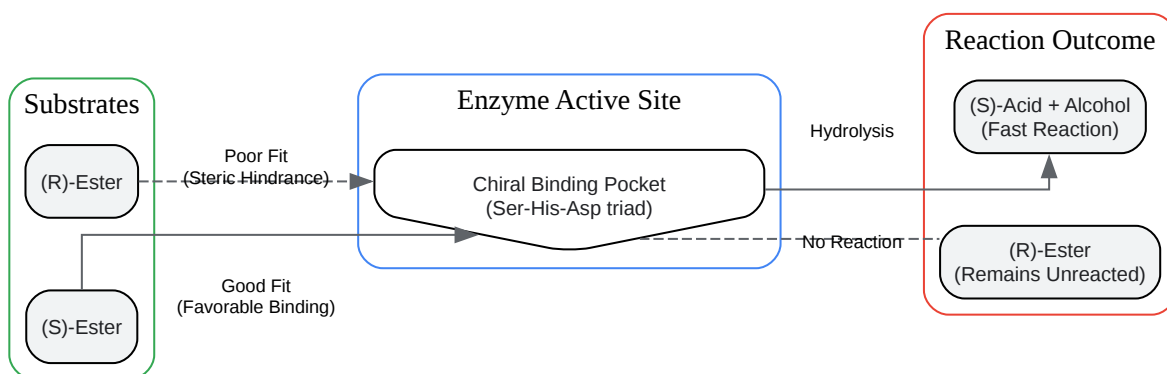 Substrates
(R)-Ester
(S)-Ester
Poor Fit
(Steric Hindrance)
Good Fit
(Favorable Binding)
Enzyme Active Site
Chiral Binding Pocket
(Ser-His-Asp triad)
Hydrolysis
No Reaction
Reaction Outcome
(S)-Acid + Alcohol
(Fast Reaction)
(R)-Ester
(Remains Unreacted)